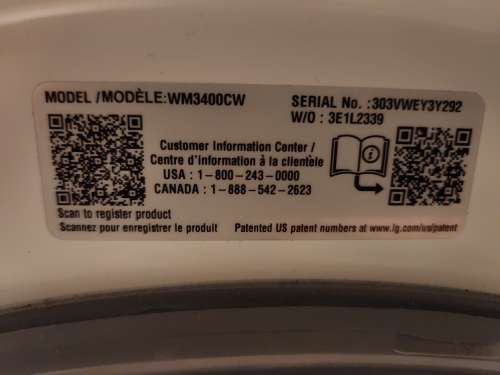 MODEL / MODÈLE: WM3400CW
SERIAL No. : 303VWEY3Y292
W/O : 3E1L2339
Customer Information Center /
Centre d'information à la clientèle
USA : 1-800-243-0000
CANADA : 1-888-542-2623
i
Scan to register product
Scannez pour enregistrer le produit
Patented US patent numbers at www.lg.com/us/patent